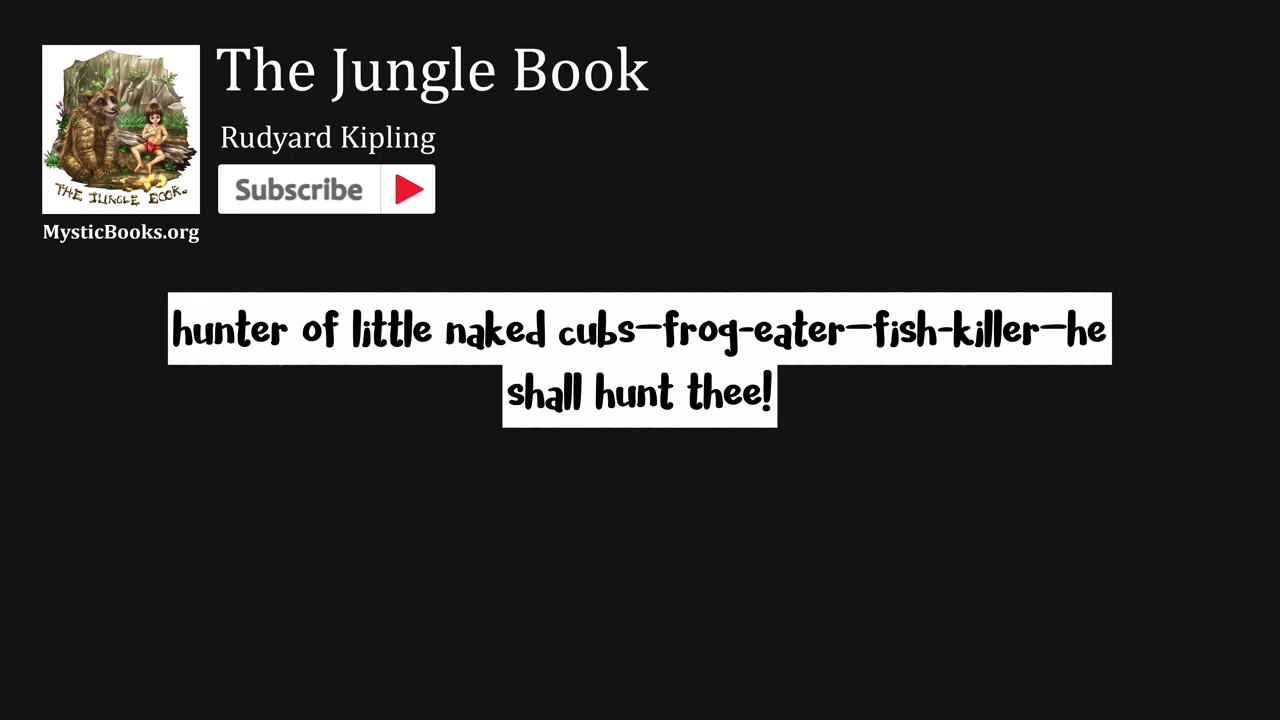 The Jungle Book
Rudyard Kipling
Subscribe
THE JUNGLE BOOK.
MysticBooks.org
hunter of little naked cubs—frog-eater—fish-killer—he
shall hunt thee!